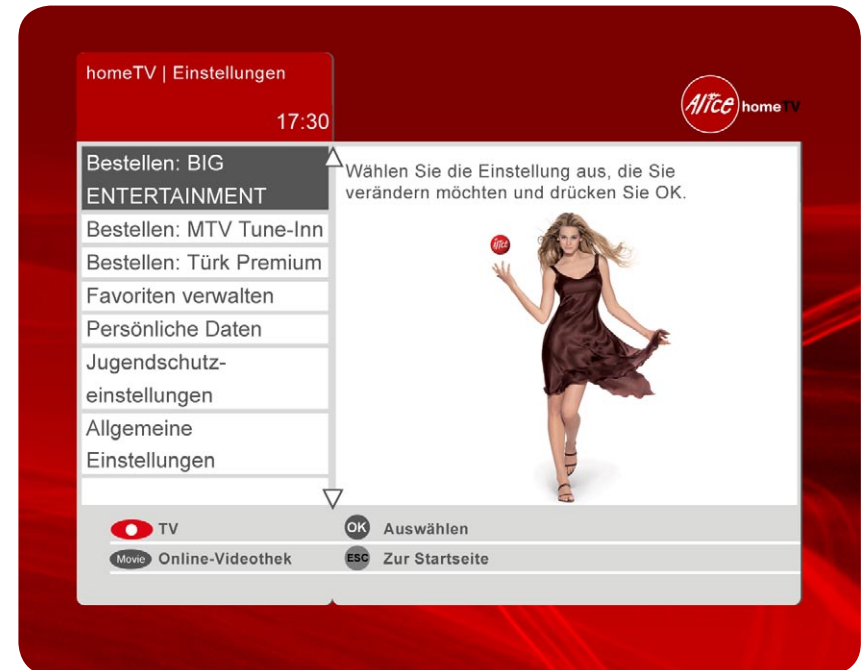 homeTV | Einstellungen
17:30
Alice homeTV
Bestellen: BIG
ENTERTAINMENT
Bestellen: MTV Tune-Inn
Bestellen: Türk Premium
Favoriten verwalten
Persönliche Daten
Jugendschutz-
einstellungen
Allgemeine
Einstellungen
Wählen Sie die Einstellung aus, die Sie
verändern möchten und drücken Sie OK.
Alice
TV
OK Auswählen
Movie Online-Videothek
ESC Zur Startseite